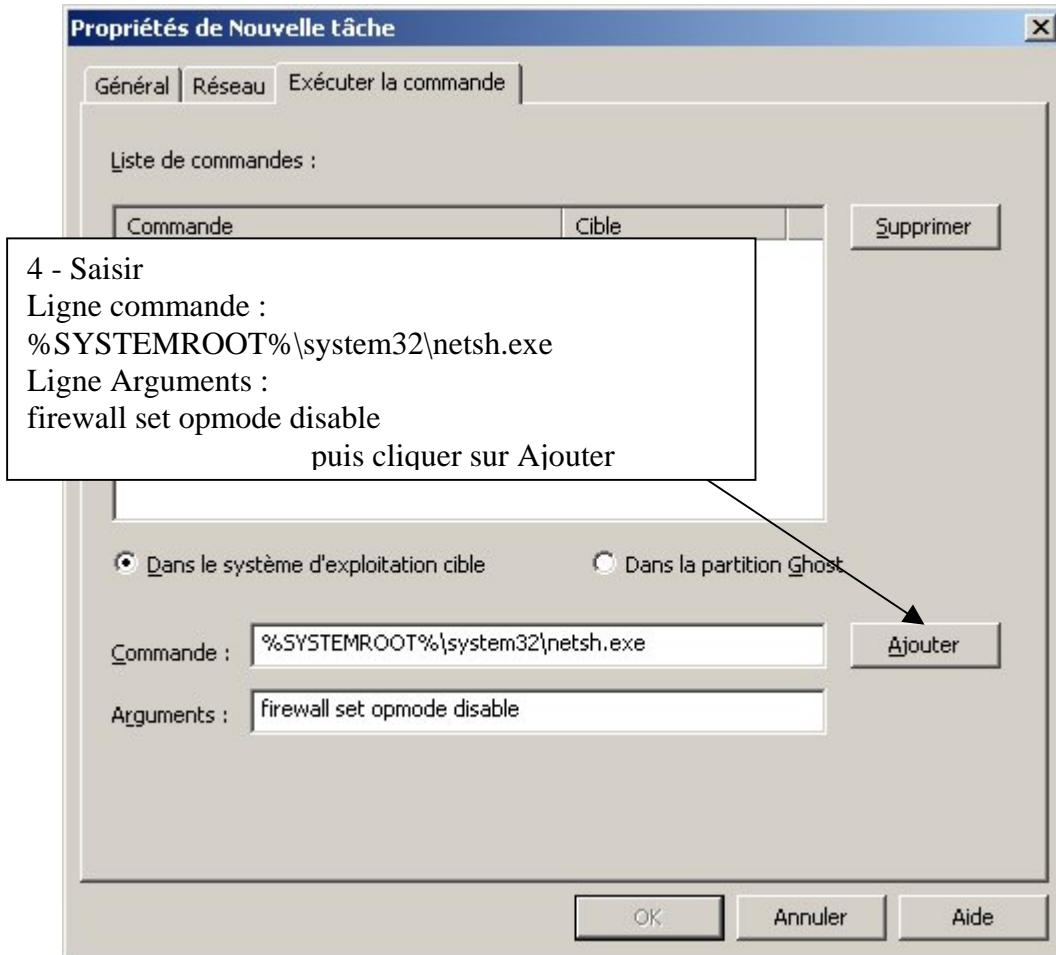 Propriétés de Nouvelle tâche
Général
Réseau
Exécuter la commande
Liste de commandes :
Commande
Cible
Supprimer
4 - Saisir
Ligne commande :
%SYSTEMROOT%\system32\netsh.exe
Ligne Arguments :
firewall set opmode disable
puis cliquer sur Ajouter
Dans le système d'exploitation cible
Dans la partition Ghost
Commande :
%SYSTEMROOT%\system32\netsh.exe
Ajouter
Arguments :
firewall set opmode disable
OK
Annuler
Aide